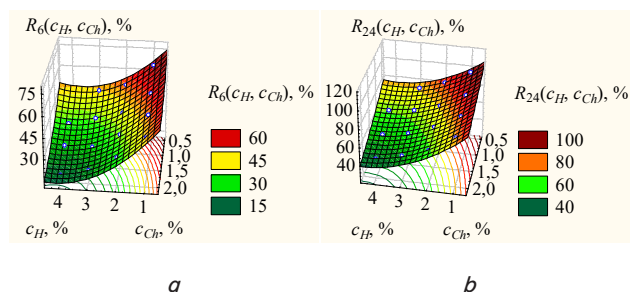 R6(cH, cCh), %
75
60
45
30
0,5
1,0
1,5
2,0
4 3 2 1
cH, % cCh, %
R6(cH, cCh), %
60
45
30
15
a
R24(cH, cCh), %
120
100
80
60
40
0,5
1,0
1,5
2,0
4 3 2 1
cH, % cCh, %
R24(cH, cCh), %
100
80
60
40
b